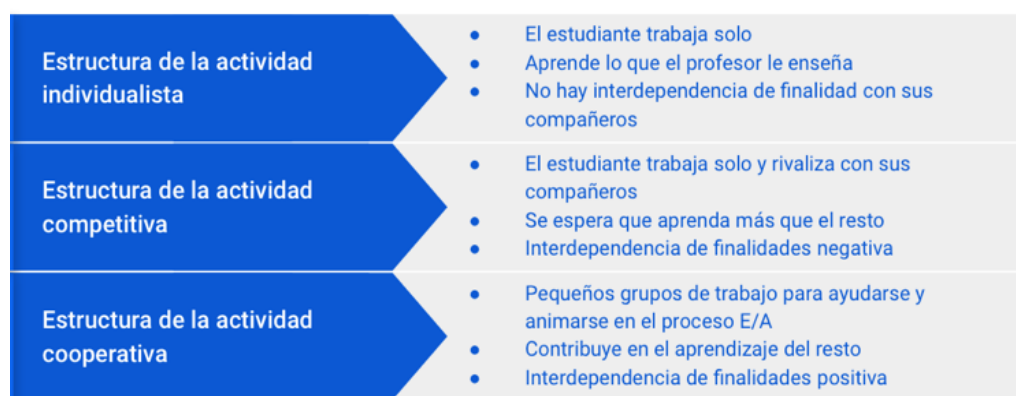 Estructura de la actividad
individualista
• El estudiante trabaja solo
• Aprende lo que el profesor le enseña
• No hay interdependencia de finalidad con sus
compañeros
Estructura de la actividad
competitiva
• El estudiante trabaja solo y rivaliza con sus
compañeros
• Se espera que aprenda más que el resto
• Interdependencia de finalidades negativa
Estructura de la actividad
cooperativa
• Pequeños grupos de trabajo para ayudarse y
animarse en el proceso E/A
• Contribuye en el aprendizaje del resto
• Interdependencia de finalidades positiva